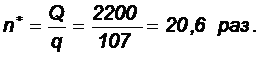 n* = Q/q = 2200/107 = 20,6 раз.